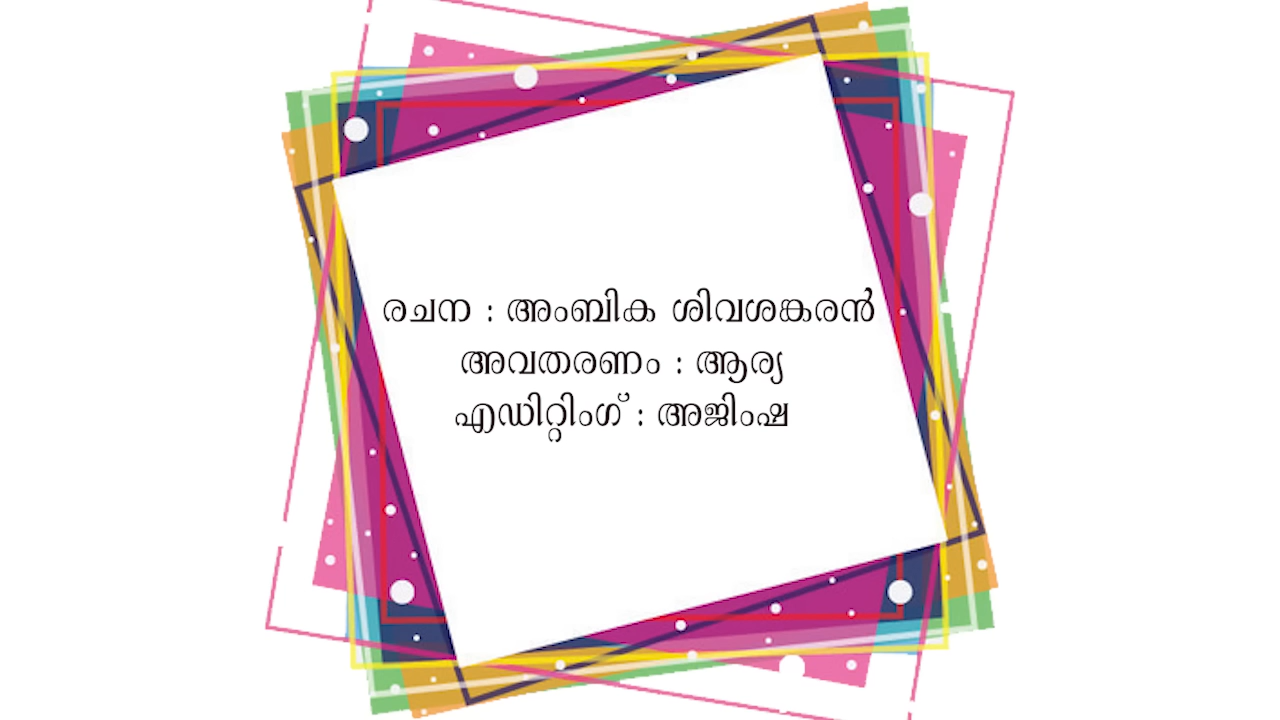 രചന : അംബിക ശിവശങ്കരൻ
അവതരണം : ആര്യ
എഡിറ്റിംഗ് : അജിംഷ